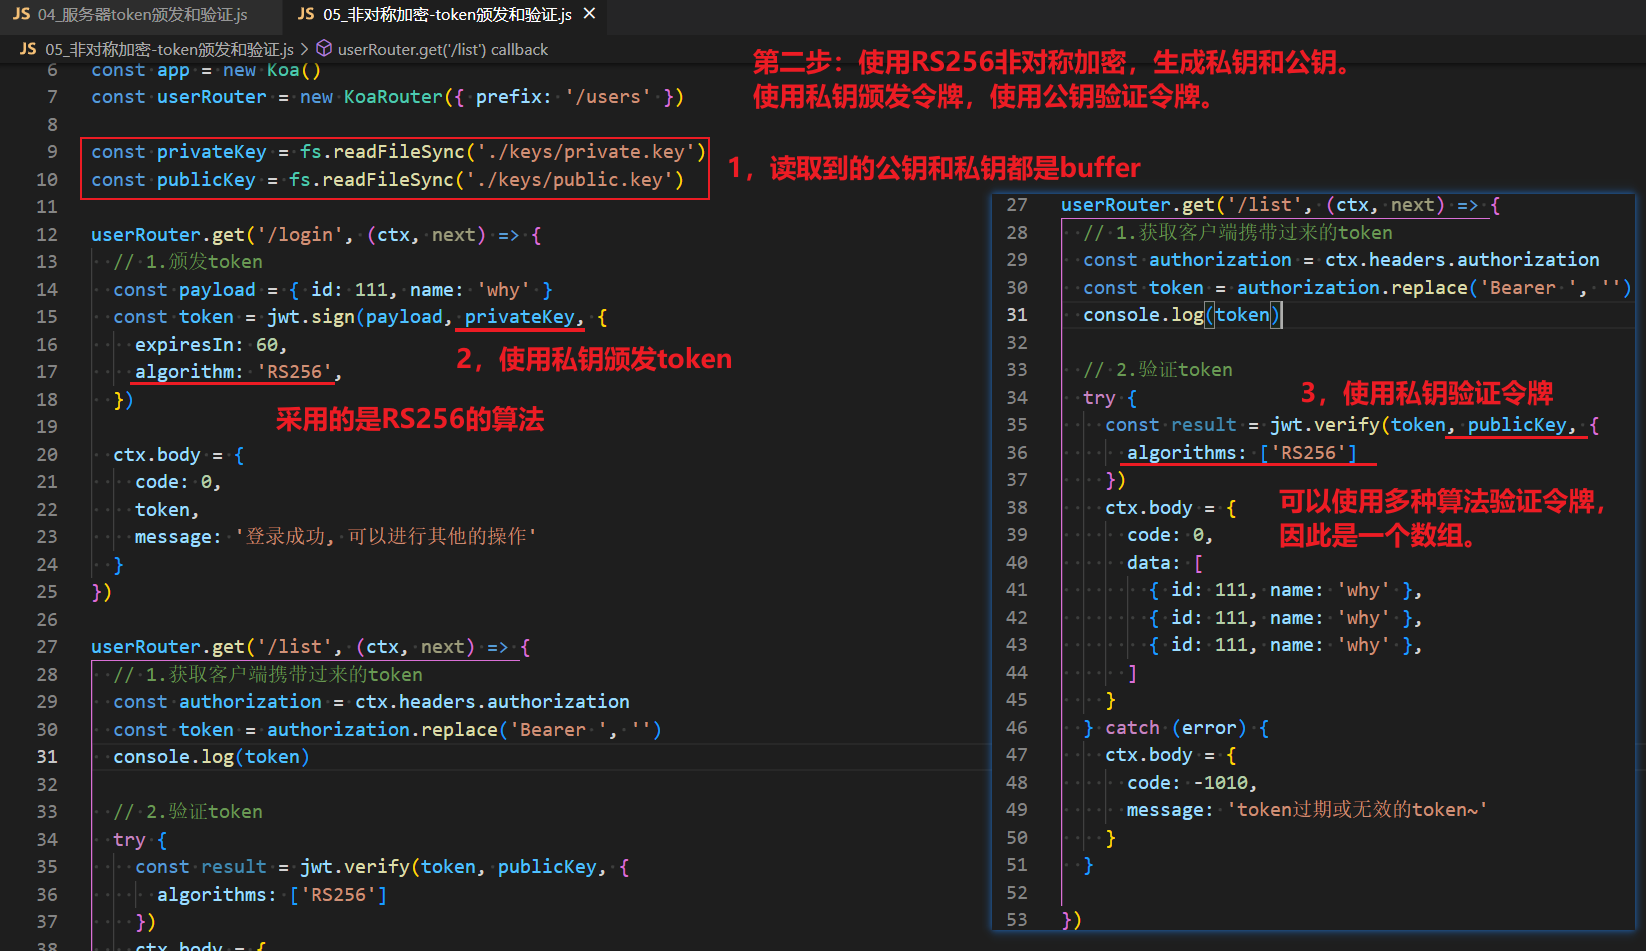 JS 04_服务器token颁发和验证.js
JS 05_非对称加密-token颁发和验证.js ×
JS 05_非对称加密-token颁发和验证.js > userRouter.get('/list') callback
第二步：使用RS256非对称加密，生成私钥和公钥。
使用私钥颁发令牌，使用公钥验证令牌。
6 const app = new Koa()
7 const userRouter = new KoaRouter({ prefix: '/users' })
8
9 const privateKey = fs.readFileSync('./keys/private.key')
10 const publicKey = fs.readFileSync('./keys/public.key')
1，读取到的公钥和私钥都是buffer
11
12 userRouter.get('/login', (ctx, next) => {
13 // 1.颁发token
14 const payload = { id: 111, name: 'why' }
15 const token = jwt.sign(payload, privateKey, {
16 expiresIn: 60,
2，使用私钥颁发token
17 algorithm: 'RS256',
18 })
采用的是RS256的算法
19
20 ctx.body = {
21 code: 0,
22 token,
23 message: '登录成功, 可以进行其他的操作'
24 }
25 })
26
27 userRouter.get('/list', (ctx, next) => {
28 // 1.获取客户端携带过来的token
29 const authorization = ctx.headers.authorization
30 const token = authorization.replace('Bearer ', '')
31 console.log(token)
32
33 // 2.验证token
34 try {
35 const result = jwt.verify(token, publicKey, {
36 algorithms: ['RS256']
37 })
38 ctx.body = {
27 userRouter.get('/list', (ctx, next) => {
28 // 1.获取客户端携带过来的token
29 const authorization = ctx.headers.authorization
30 const token = authorization.replace('Bearer ', '')
31 console.log(token)
32
33 // 2.验证token
34 try {
3，使用私钥验证令牌
35 const result = jwt.verify(token, publicKey, {
36 algorithms: ['RS256']
37 })
可以使用多种算法验证令牌，
因此是一个数组。
38 ctx.body = {
39 code: 0,
40 data: [
41 { id: 111, name: 'why' },
42 { id: 111, name: 'why' },
43 { id: 111, name: 'why' },
44 ]
45 }
46 } catch (error) {
47 ctx.body = {
48 code: -1010,
49 message: 'token过期或无效的token~'
50 }
51 }
52
53 })